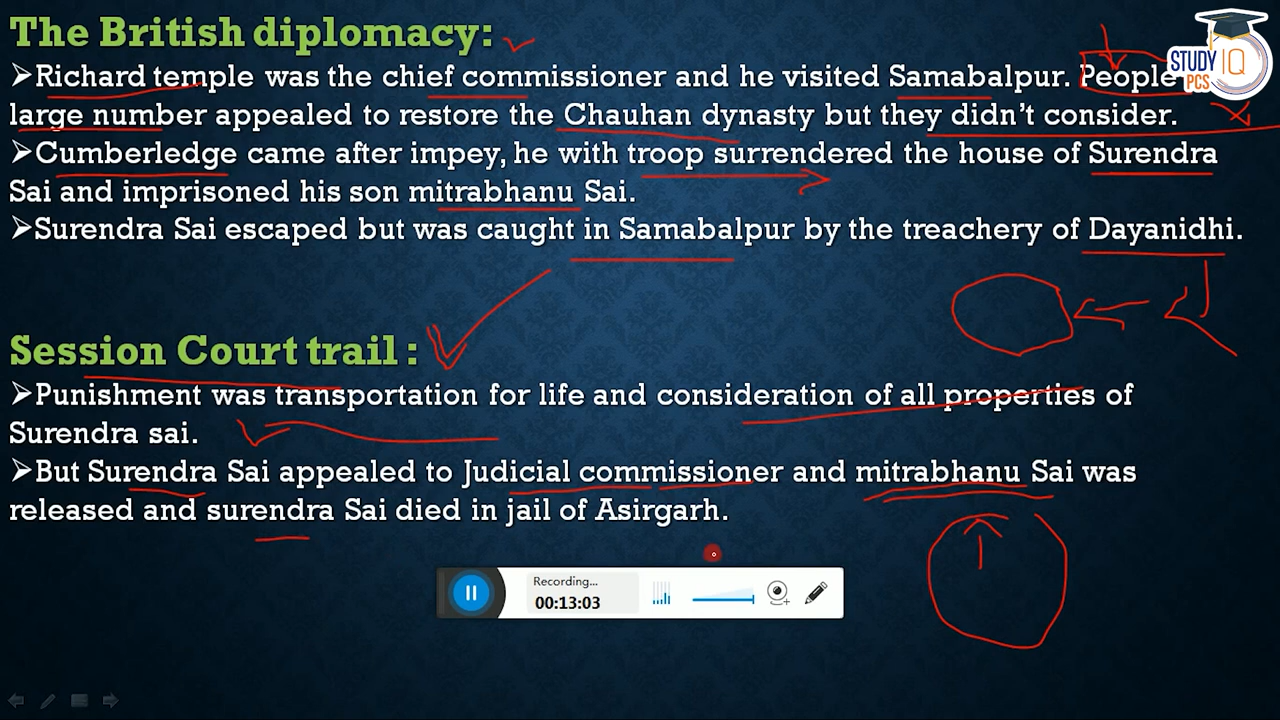 The British diplomacy:
➢Richard temple was the chief commissioner and he visited Samabalpur. People
large number appealed to restore the Chauhan dynasty but they didn't consider.
➢Cumberledge came after impey, he with troop surrendered the house of Surendra
Sai and imprisoned his son mitrabhanu Sai.
➢Surendra Sai escaped but was caught in Samabalpur by the treachery of Dayanidhi.
Session Court trail :
➢Punishment was transportation for life and consideration of all properties of
Surendra sai.
➢But Surendra Sai appealed to Judicial commissioner and mitrabhanu Sai was
released and surendra Sai died in jail of Asirgarh.
STUDY IQ
PCS
Recording...
00:13:03